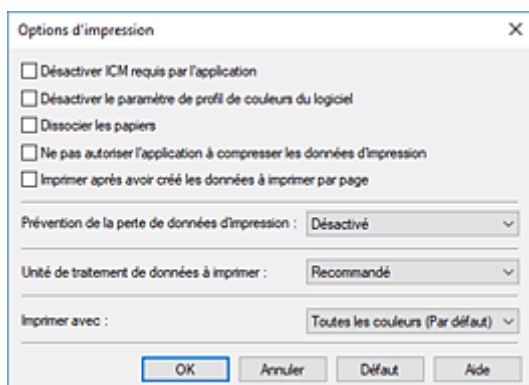 Options d'impression
Désactiver ICM requis par l'application
Désactiver le paramètre de profil de couleurs du logiciel
Dissocier les papiers
Ne pas autoriser l'application à compresser les données d'impression
Imprimer après avoir créé les données à imprimer par page
Prévention de la perte de données d'impression : Désactivé
Unité de traitement de données à imprimer : Recommandé
Imprimer avec : Toutes les couleurs (Par défaut)
OK Annuler Défaut Aide